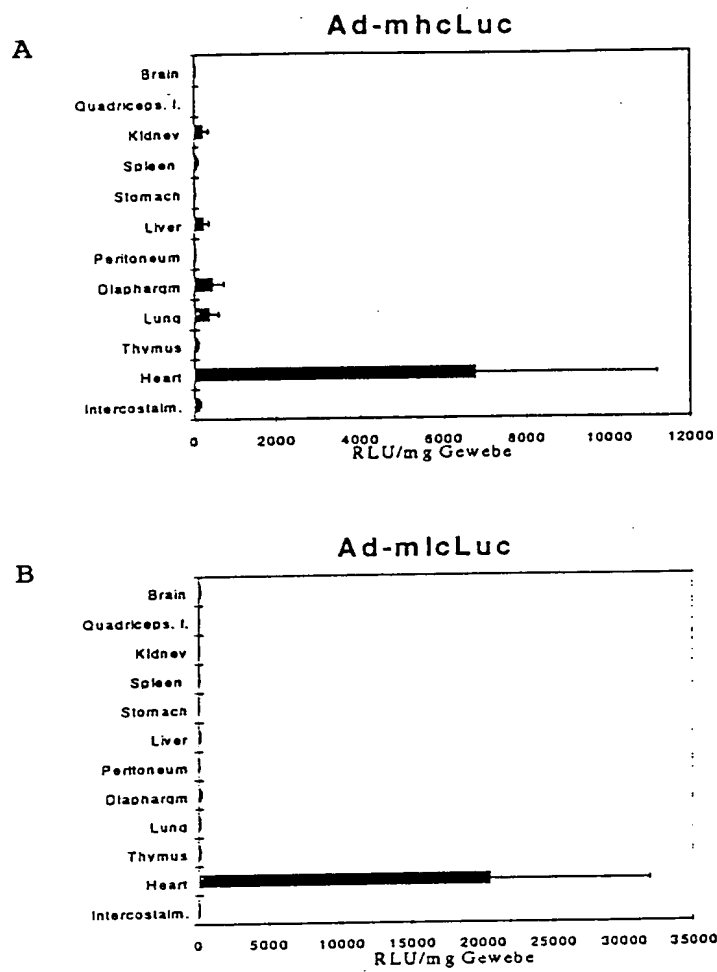 A
Ad-mhcLuc
Brain
Quadriceps. f.
Kidney
Spleen
Stomach
Liver
Peritoneum
Diaphragm
Lung
Thymus
Heart
Intercostalm.
0 2000 4000 6000 8000 10000 12000
RLU/mg Gewebe
B
Ad-mlcLuc
Brain
Quadriceps. f.
Kidney
Spleen
Stomach
Liver
Peritoneum
Diaphragm
Lung
Thymus
Heart
Intercostalm.
0 5000 10000 15000 20000 25000 30000 35000
RLU/mg Gewebe